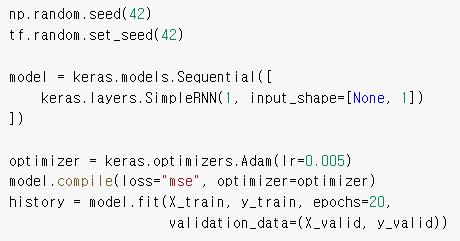 np.random.seed(42)
tf.random.set_seed(42)

model = keras.models.Sequential([
    keras.layers.SimpleRNN(1, input_shape=[None, 1])
])

optimizer = keras.optimizers.Adam(lr=0.005)
model.compile(loss="mse", optimizer=optimizer)
history = model.fit(X_train, y_train, epochs=20,
                    validation_data=(X_valid, y_valid))